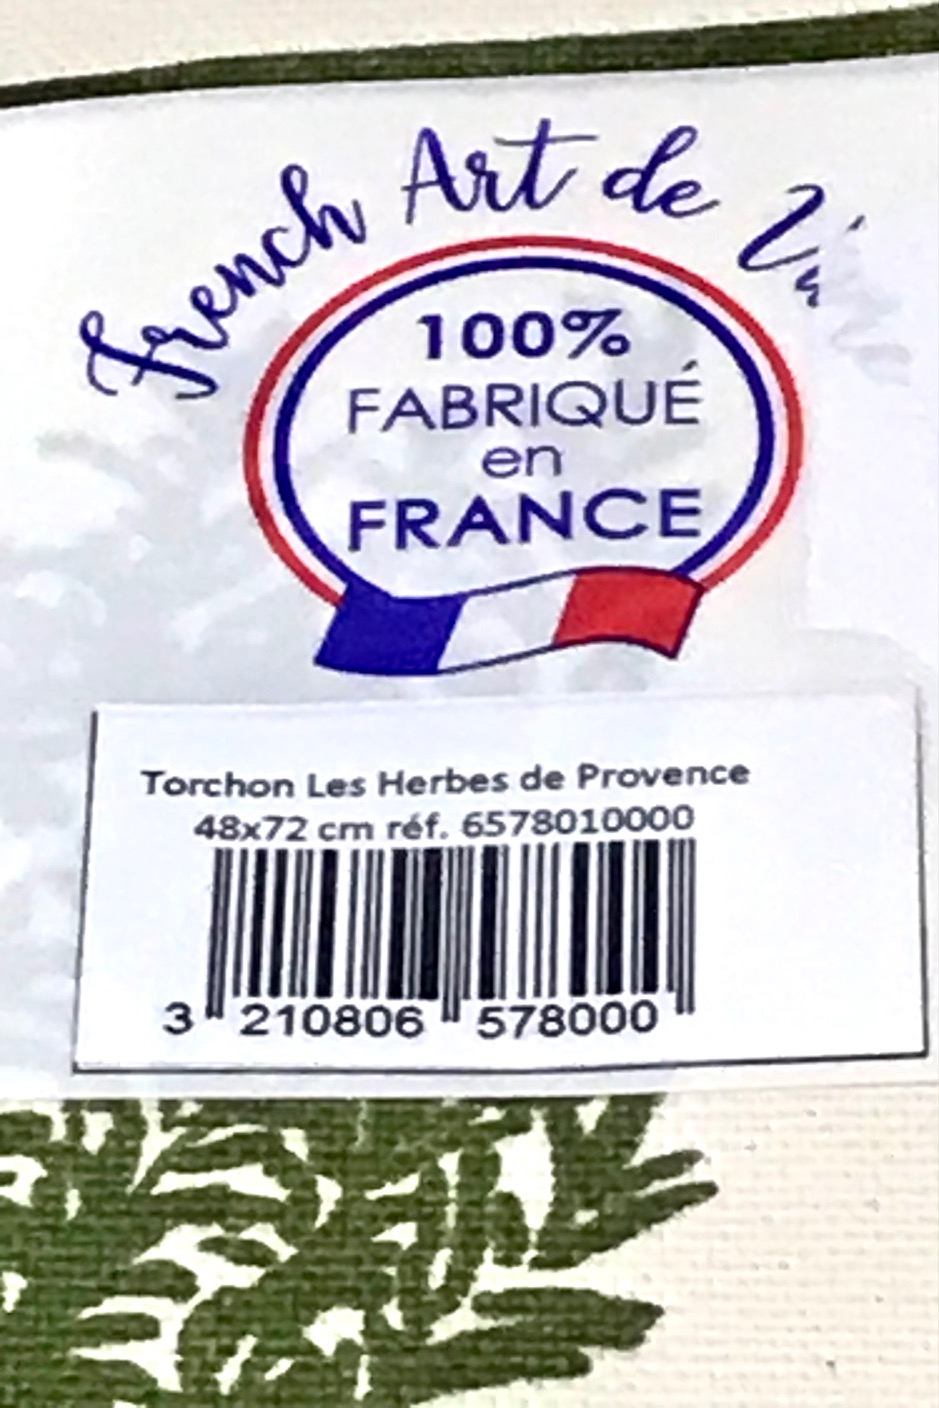 French Art de
100%
FABRIQUÉ
en
FRANCE
Torchon Les Herbes de Provence
48x72 cm réf. 6578010000
3 210806 578000